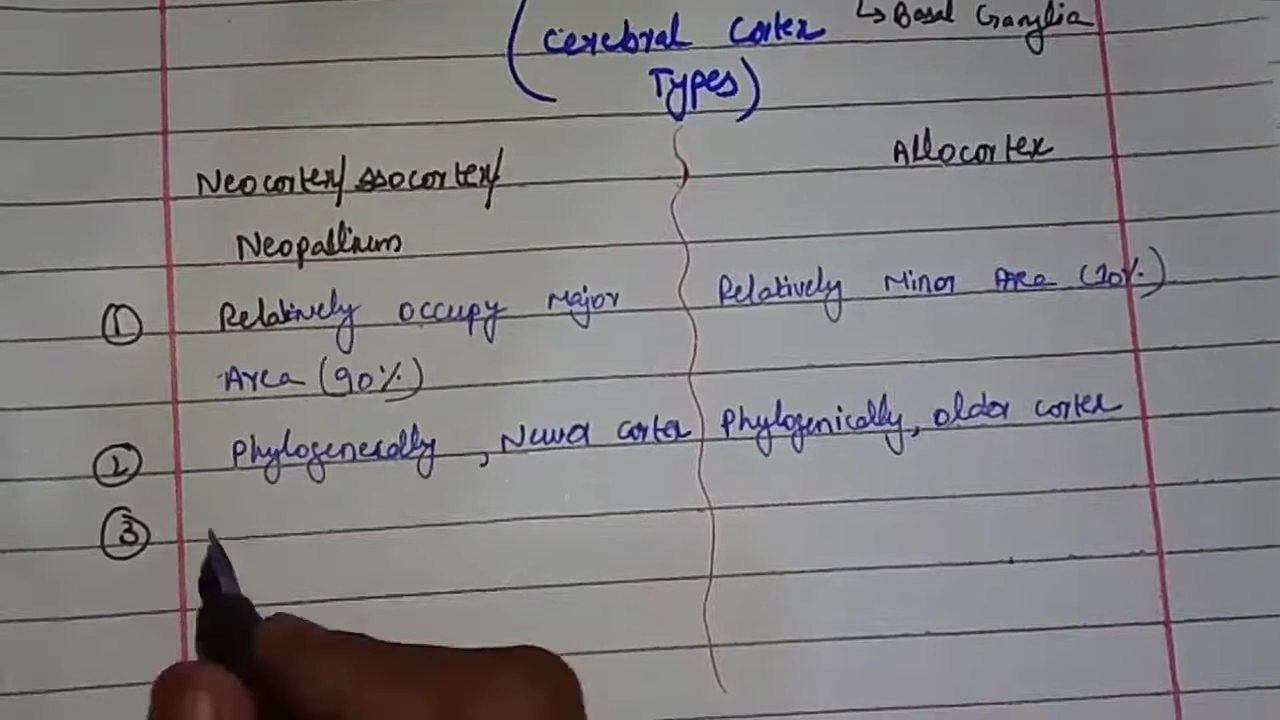 (Cerebral Cortex ↳ Basal Ganglia
Types)
Neocortex/ Isocortex/ Allocortex
Neopallium
① Relatively occupy Major Relatively Minor Area (10%.)
Area (90%)
② Phylogenerally, Newer cortex Phylogenically, older cortex
③